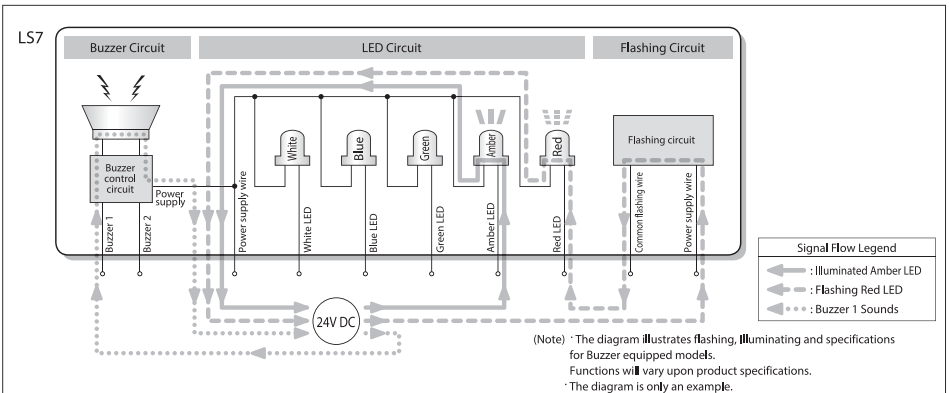 LS7
Buzzer Circuit
LED Circuit
Flashing Circuit
White
Blue
Green
Amber
Red
Flashing circuit
Buzzer
control
circuit
Power
supply
Buzzer 1
Buzzer 2
Power supply wire
White LED
Blue LED
Green LED
Amber LED
Red LED
Common flashing wire
Power supply wire
24V DC
Signal Flow Legend
: Illuminated Amber LED
: Flashing Red LED
: Buzzer 1 Sounds
(Note) · The diagram illustrates flashing, Illuminating and specifications
for Buzzer equipped models.
Functions will vary upon product specifications.
· The diagram is only an example.